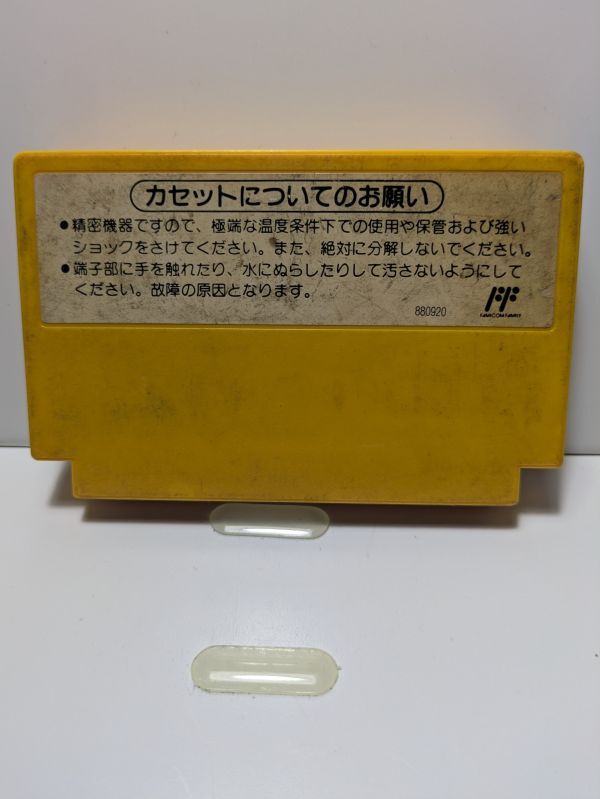 カセットについてのお願い
●精密機器ですので、極端な温度条件下での使用や保管および強い
ショックをさけてください。また、絶対に分解しないでください。
●端子部に手を触れたり、水にぬらしたりして汚さないようにして
ください。故障の原因となります。
880920
FAMICOM FAMILY